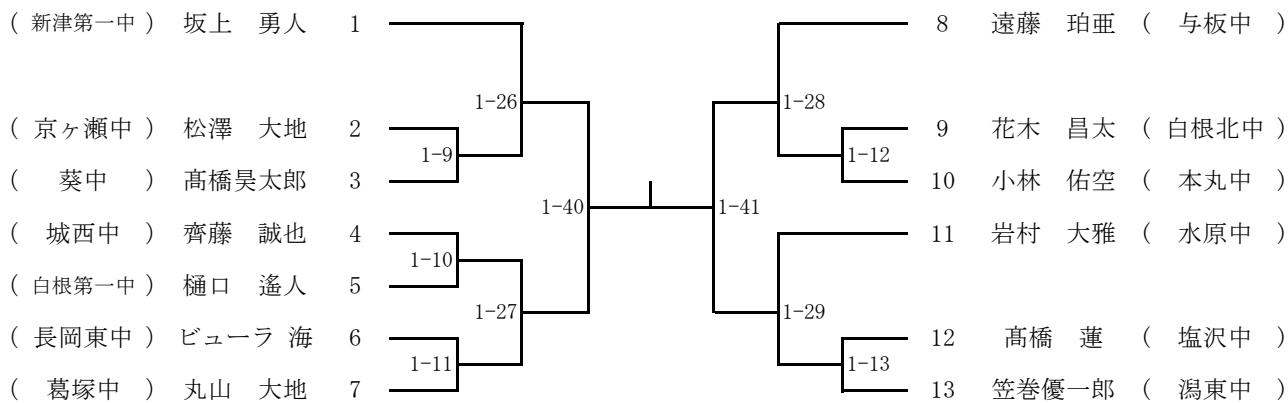 ( 新津第一中 ) 坂上 勇人 1
8 遠藤 珀亜 ( 与板中 )
1-26
1-28
( 京ヶ瀬中 ) 松澤 大地 2
9 花木 昌太 ( 白根北中 )
1-9
1-12
( 葵中 ) 髙橋昊太郎 3
10 小林 佑空 ( 本丸中 )
1-40
1-41
( 城西中 ) 齊藤 誠也 4
11 岩村 大雅 ( 水原中 )
1-10
( 白根第一中 ) 樋口 遙人 5
1-27
1-29
( 長岡東中 ) ビューラ 海 6
12 髙橋 蓮 ( 塩沢中 )
1-11
1-13
( 葛塚中 ) 丸山 大地 7
13 笠巻優一郎 ( 潟東中 )